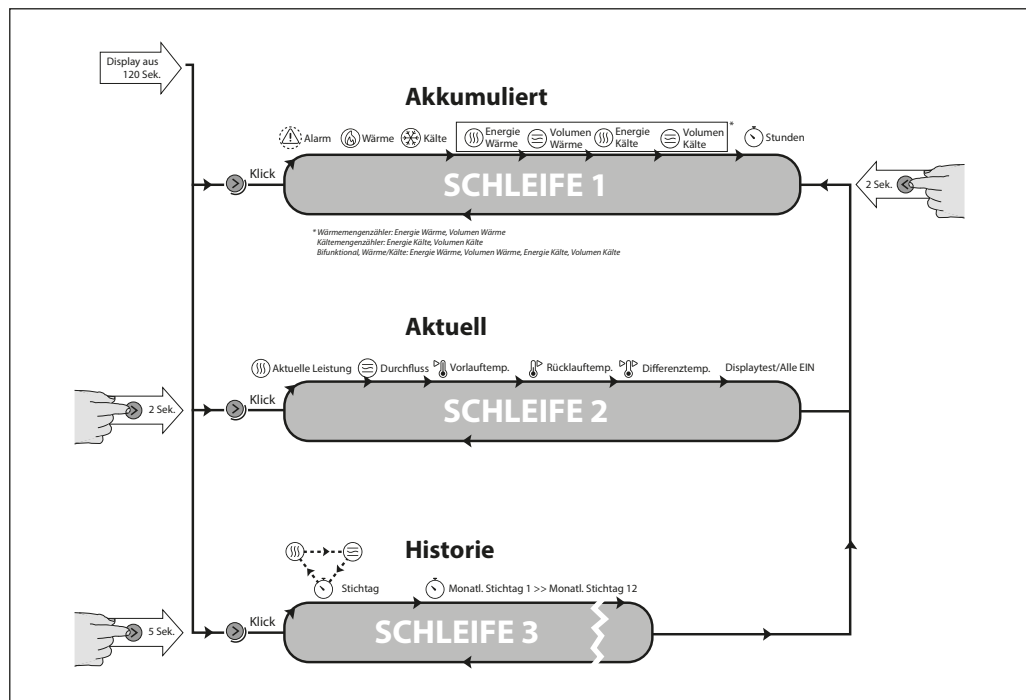 Display aus
120 Sek.
Akkumuliert
Alarm
Wärme
Kälte
Energie
Wärme
Volumen
Wärme
Energie
Kälte
Volumen
Kälte
*
Stunden
Klick
SCHLEIFE 1
2 Sek.
* Wärmemengenzähler: Energie Wärme, Volumen Wärme
Kältemengenzähler: Energie Kälte, Volumen Kälte
Bifunktional, Wärme/Kälte: Energie Wärme, Volumen Wärme, Energie Kälte, Volumen Kälte
Aktuell
Aktuelle Leistung
Durchfluss
Vorlauftemp.
Rücklauftemp.
Differenztemp.
Displaytest/Alle EIN
2 Sek.
Klick
SCHLEIFE 2
Historie
Stichtag
Monatl. Stichtag 1 >> Monatl. Stichtag 12
5 Sek.
Klick
SCHLEIFE 3